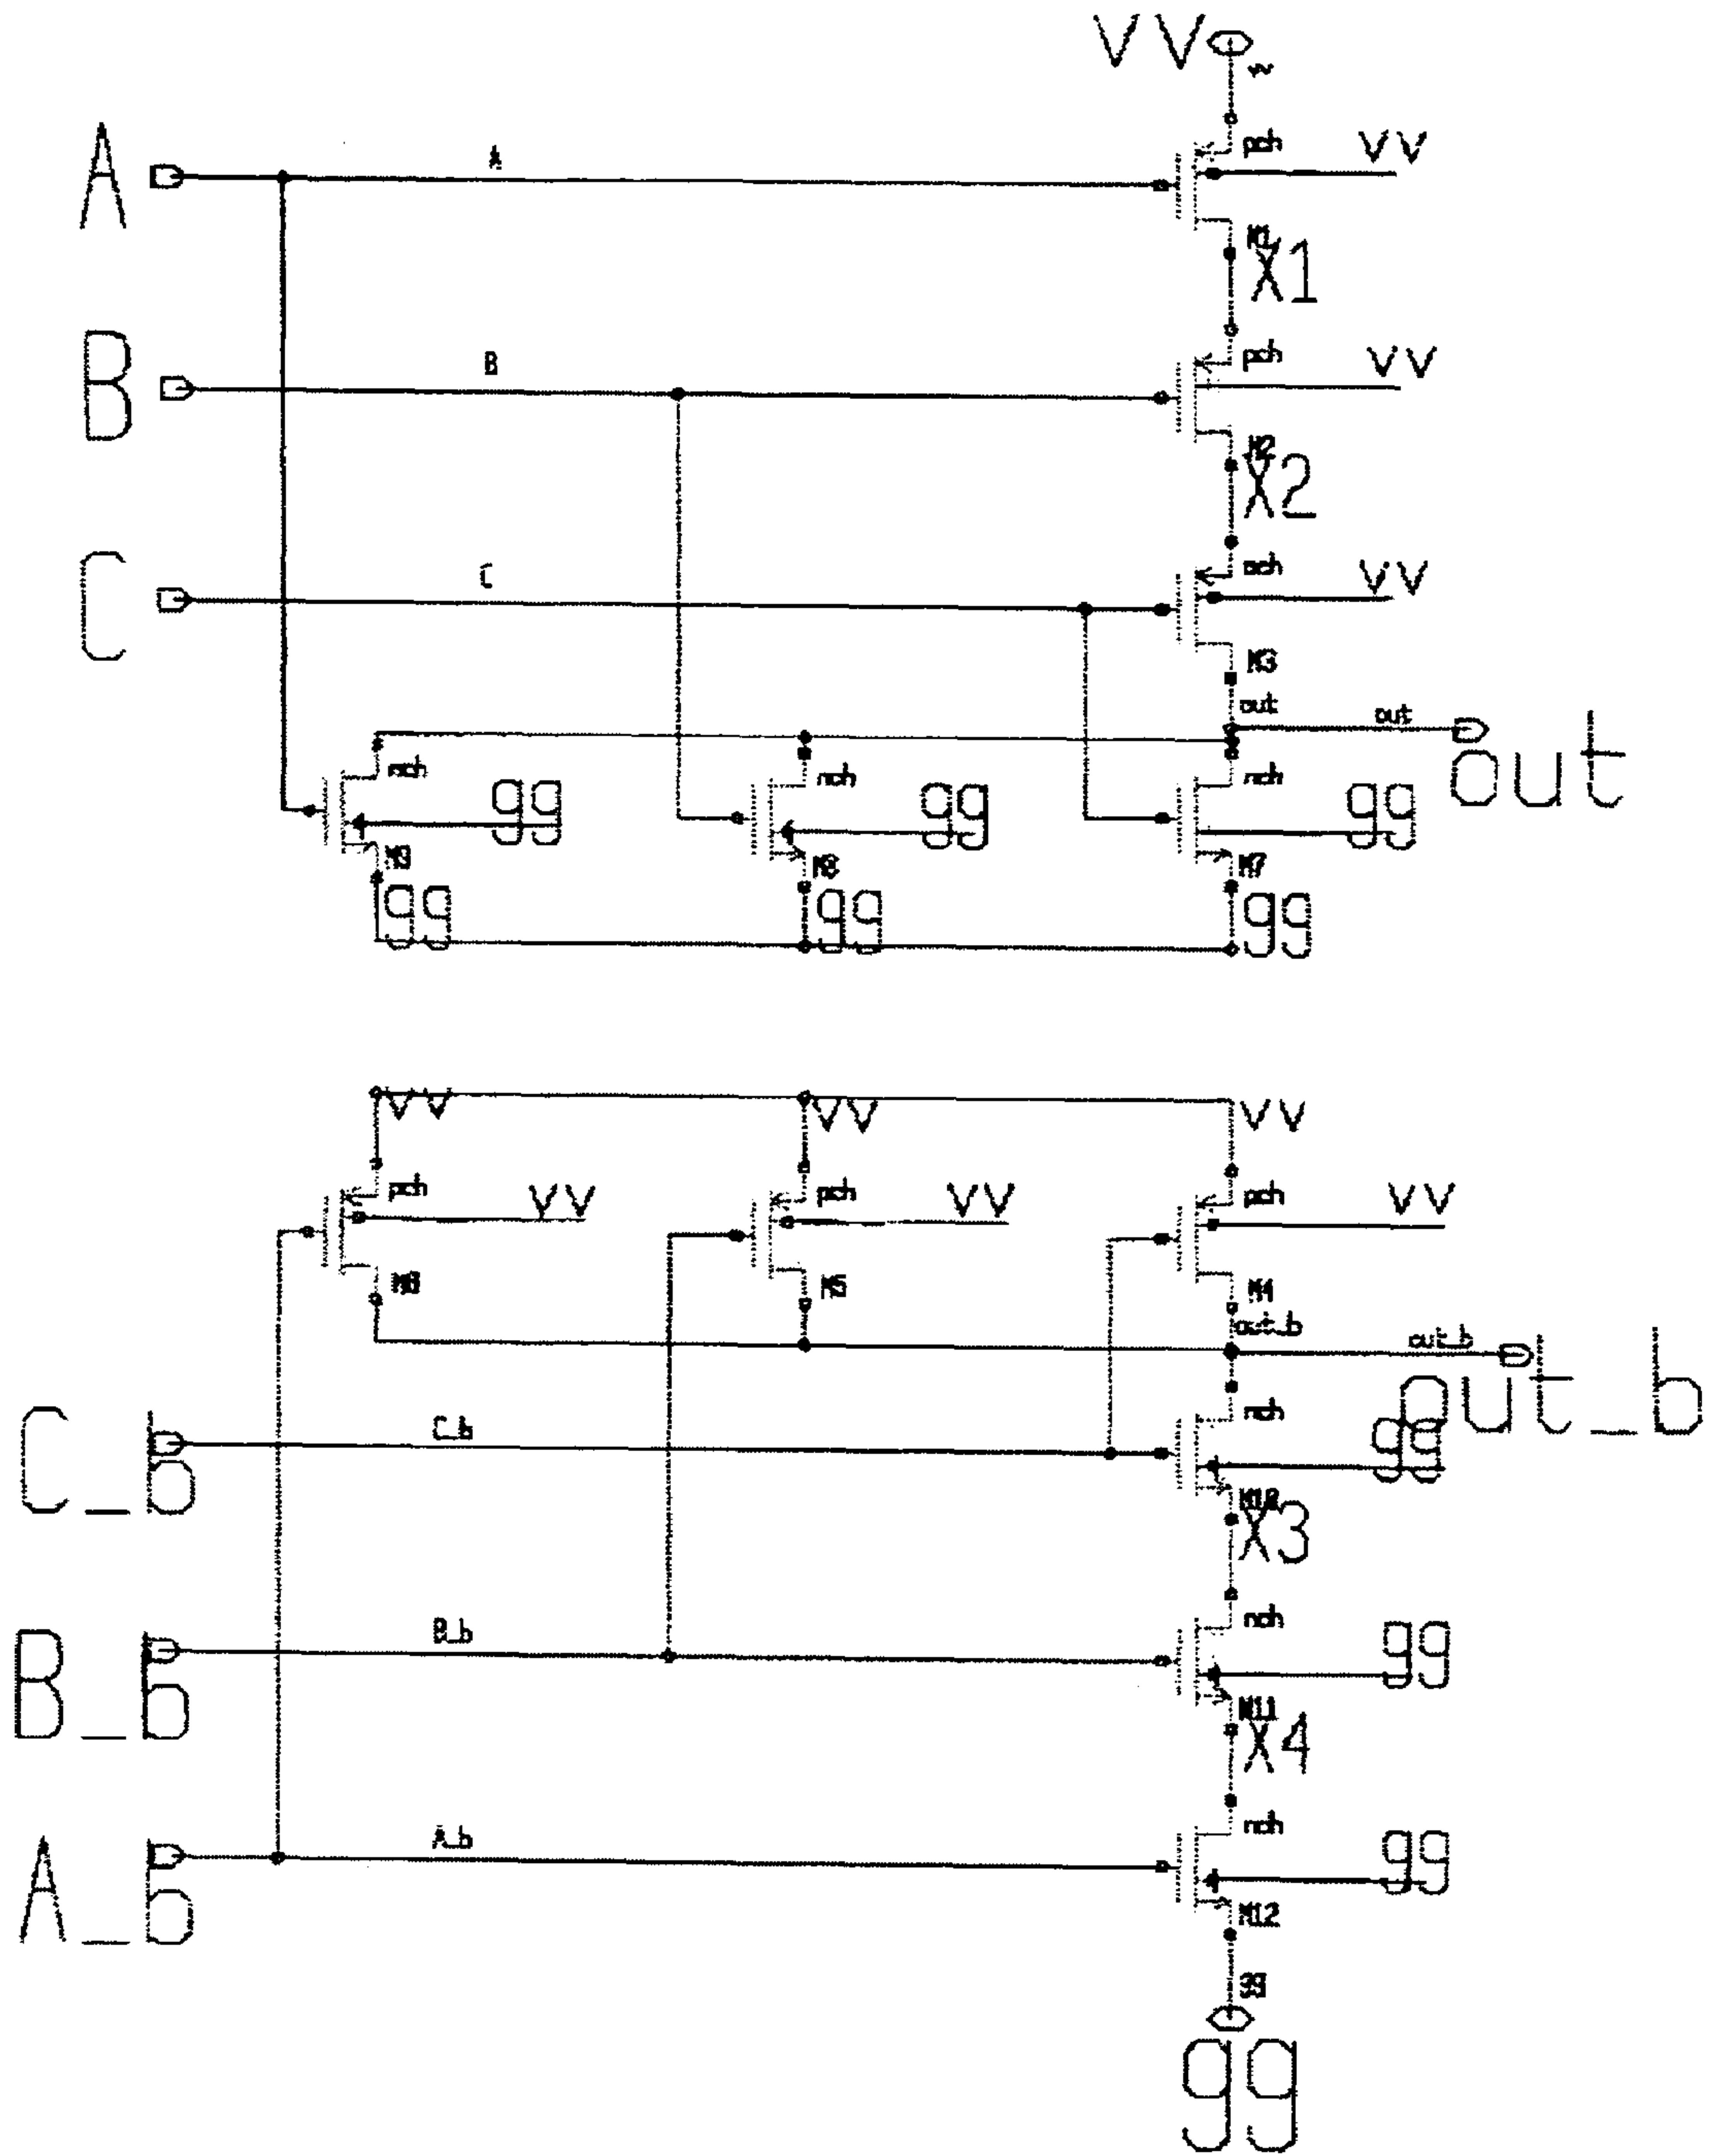 VV
A A pch VV
M1
X1
B B pch VV
M2
X2
C C pch VV
M3
out out
out
nch gg nch gg nch gg
M9 M8 M7
gg gg gg
VV VV VV
pch VV pch VV pch VV
M6 M5 M4
out_b out_b
out_b
C_b C_b nch gg
M10
X3
B_b B_b nch gg
M11
X4
A_b A_b nch gg
M12
gg
gg